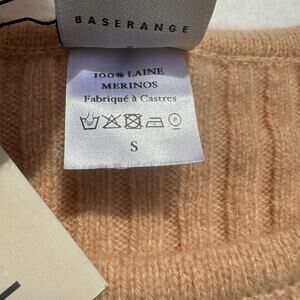 BASERANGE
100% LAINE
MERINOS
Fabriqué à Castres
S